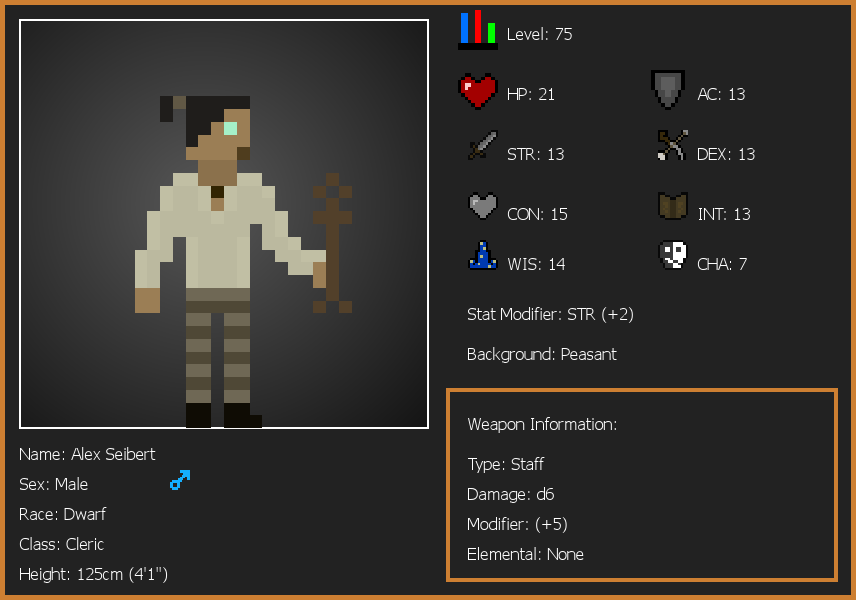 Level: 75
HP: 21
AC: 13
STR: 13
DEX: 13
CON: 15
INT: 13
WIS: 14
CHA: 7
Stat Modifier: STR (+2)
Background: Peasant
Weapon Information:
Type: Staff
Damage: d6
Modifier: (+5)
Elemental: None
Name: Alex Seibert
Sex: Male
Race: Dwarf
Class: Cleric
Height: 125cm (4'1")